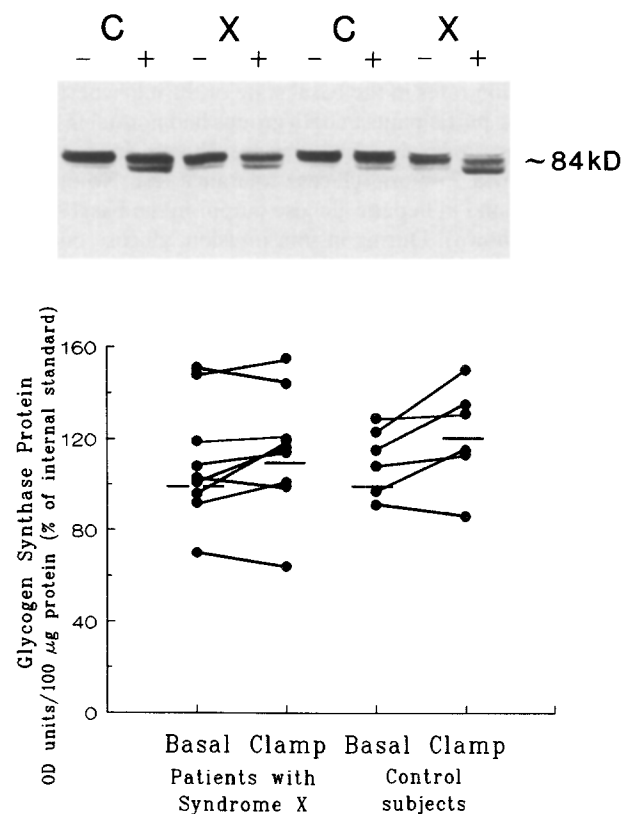 C X C X
− + − + − + − +
~84kD
Glycogen Synthase Protein
OD units/100 µg protein (% of internal standard)
160
120
80
40
0
Basal Clamp Basal Clamp
Patients with Syndrome X
Control subjects